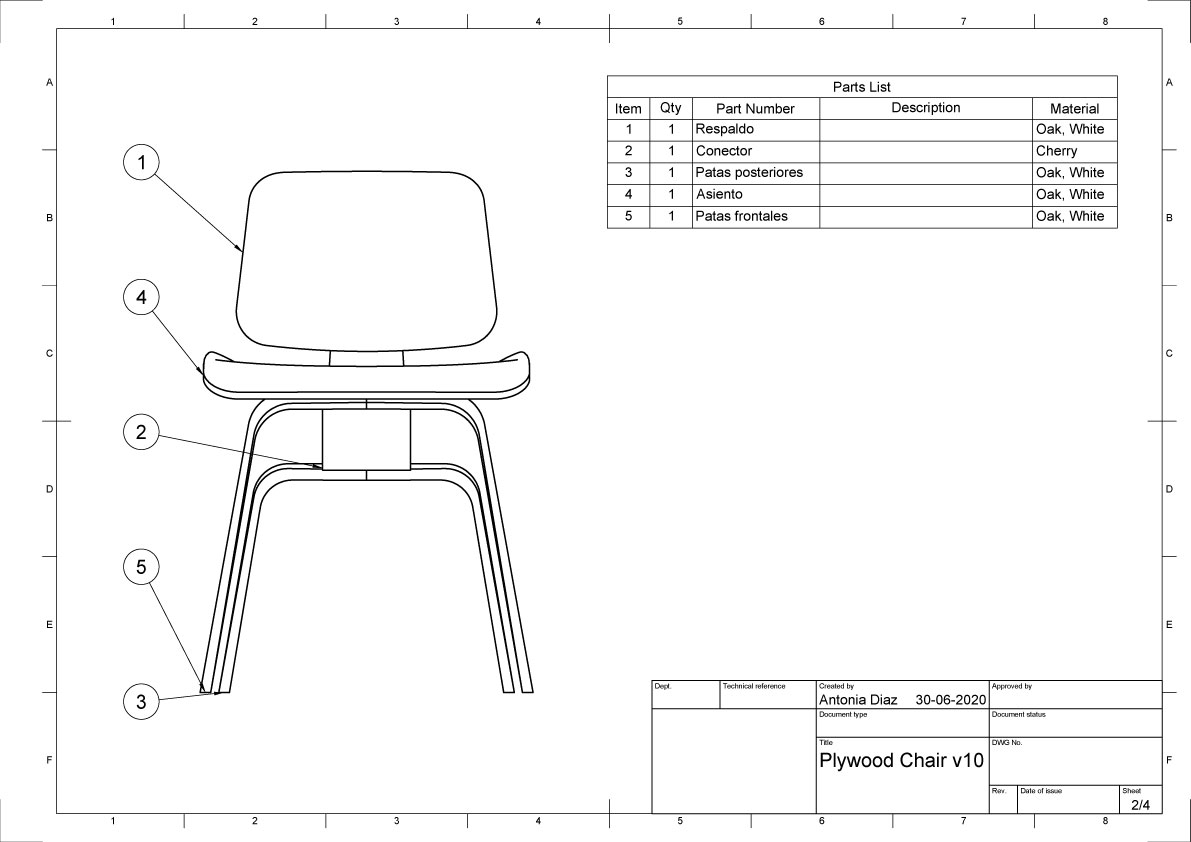 1 2 3 4 5 6 7 8
A A
Parts List
Item Qty Part Number Description Material
1 1 Respaldo Oak, White
2 1 Conector Cherry
3 1 Patas posteriores Oak, White
4 1 Asiento Oak, White
5 1 Patas frontales Oak, White
1
B B
4
C C
2
D D
5
E E
3
Dept. Technical reference Created by Approved by
Antonia Diaz 30-06-2020
Document type Document status
Title DWG No.
Plywood Chair v10
F F
Rev. Date of issue Sheet
2/4
1 2 3 4 5 6 7 8